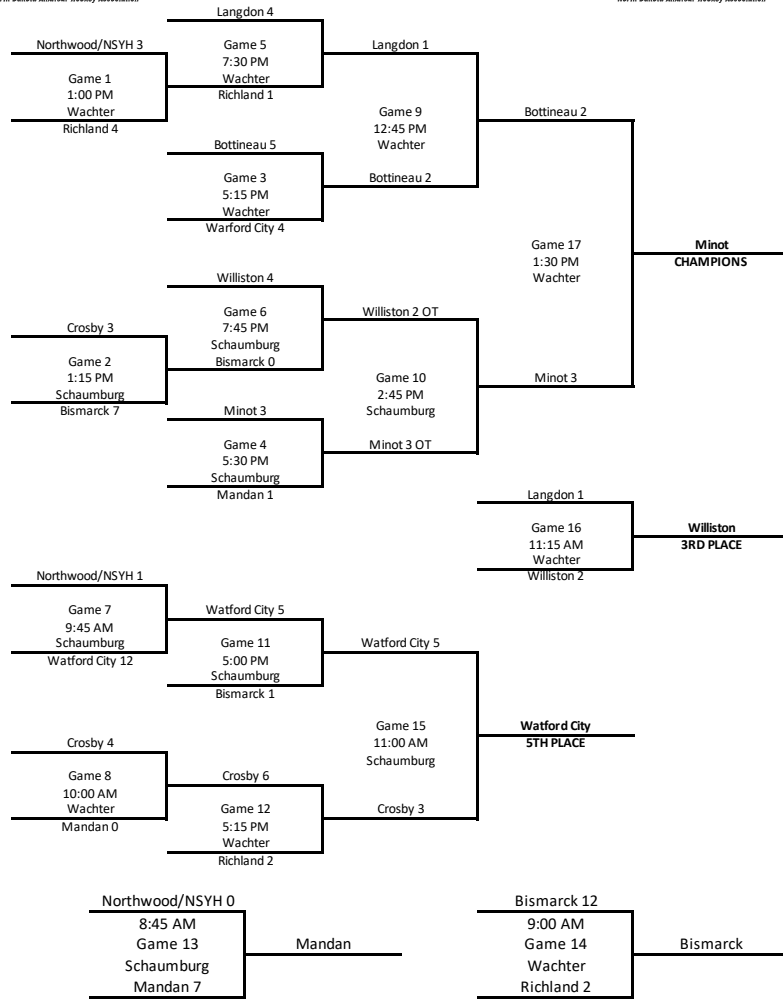 North Dakota Amateur Hockey Association
North Dakota Amateur Hockey Association
Langdon 4
Northwood/NSYH 3
Game 5
7:30 PM
Wachter
Richland 1
Langdon 1
Game 1
1:00 PM
Wachter
Richland 4
Game 9
12:45 PM
Wachter
Bottineau 2
Bottineau 5
Game 3
5:15 PM
Wachter
Warford City 4
Bottineau 2
Game 17
1:30 PM
Wachter
Minot
CHAMPIONS
Williston 4
Game 6
7:45 PM
Schaumburg
Bismarck 0
Williston 2 OT
Crosby 3
Game 2
1:15 PM
Schaumburg
Bismarck 7
Game 10
2:45 PM
Schaumburg
Minot 3
Minot 3
Game 4
5:30 PM
Schaumburg
Mandan 1
Minot 3 OT
Langdon 1
Game 16
11:15 AM
Wachter
Williston 2
Williston
3RD PLACE
Northwood/NSYH 1
Game 7
9:45 AM
Schaumburg
Watford City 12
Watford City 5
Game 11
5:00 PM
Schaumburg
Bismarck 1
Watford City 5
Game 15
11:00 AM
Schaumburg
Watford City
5TH PLACE
Crosby 4
Game 8
10:00 AM
Wachter
Mandan 0
Crosby 6
Game 12
5:15 PM
Wachter
Richland 2
Crosby 3
Northwood/NSYH 0
8:45 AM
Game 13
Schaumburg
Mandan 7
Mandan
Bismarck 12
9:00 AM
Game 14
Wachter
Richland 2
Bismarck